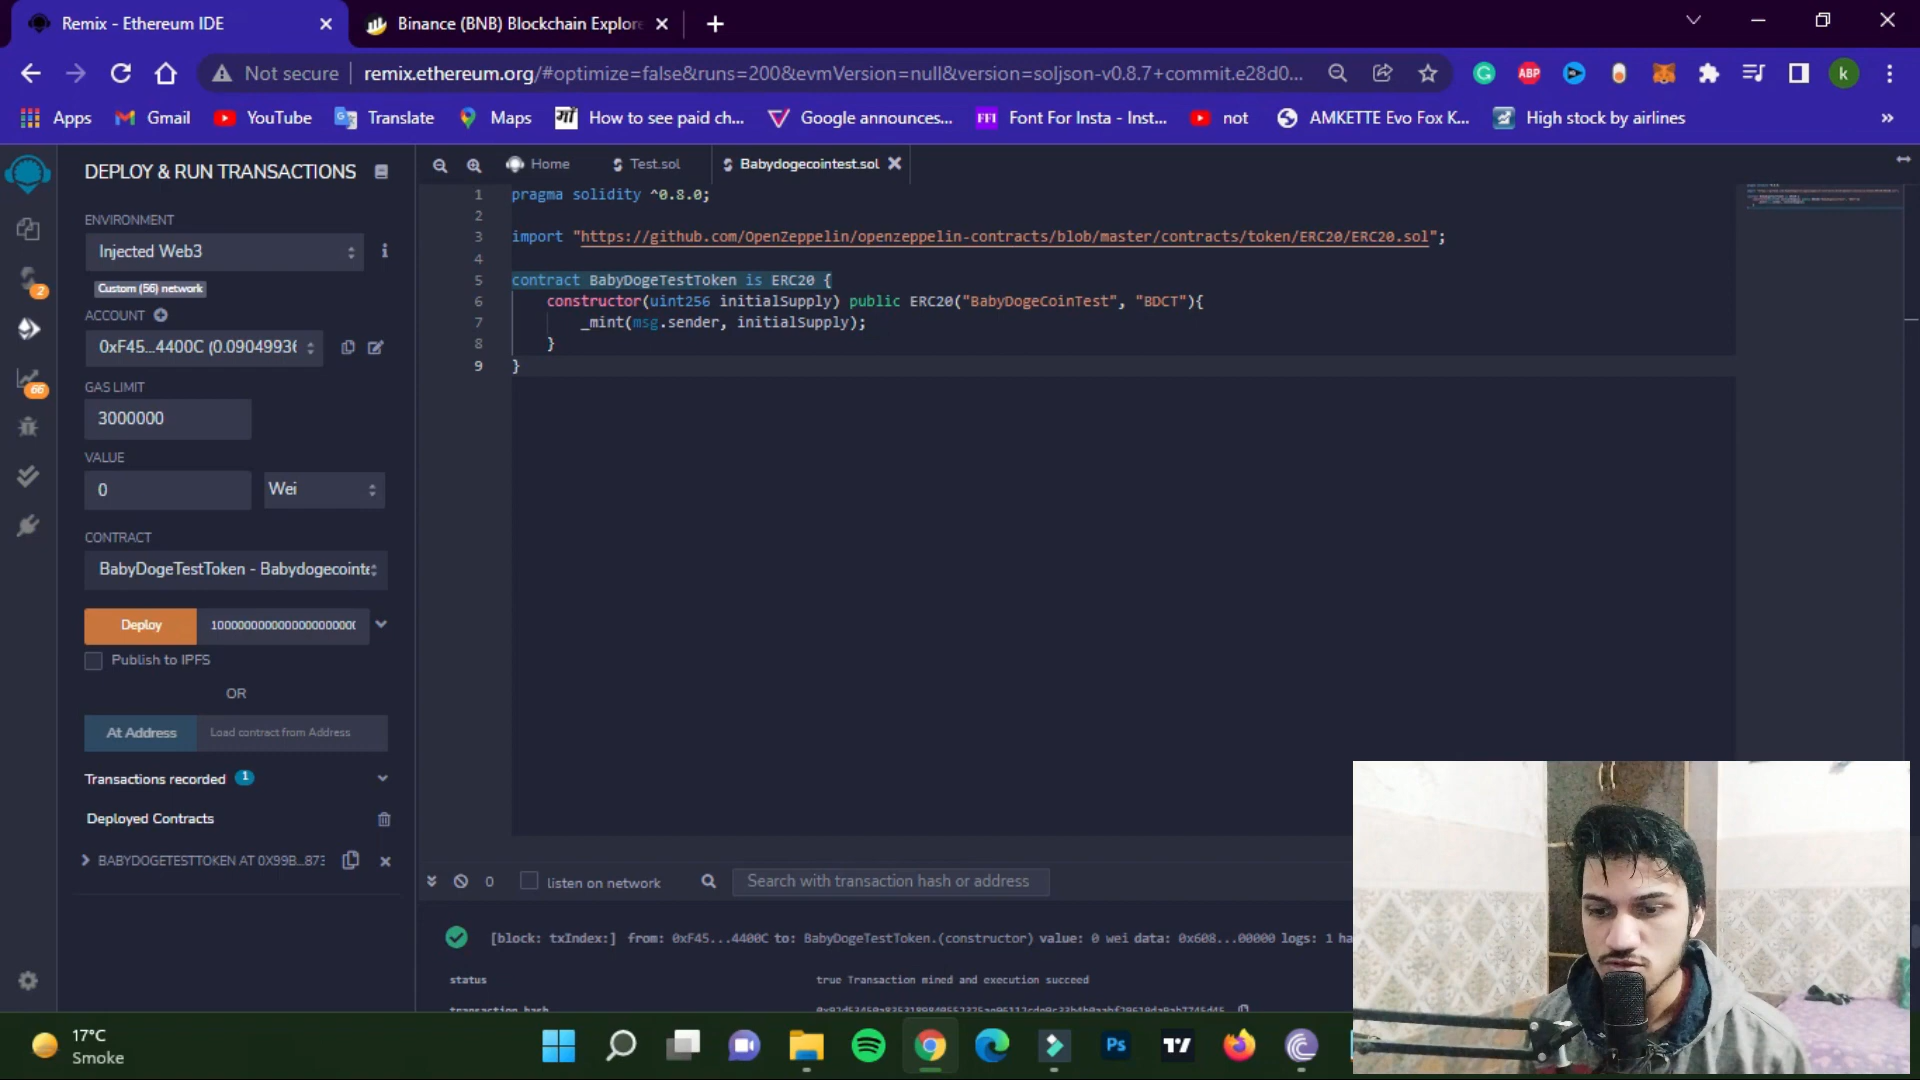 Remix - Ethereum IDE
Binance (BNB) Blockchain Explor
Not secure
remix.ethereum.org/#optimize=false&runs=200&evmVersion=null&version=soljson-v0.8.7+commit.e28d0...
ABP
k
Apps
Gmail
YouTube
Translate
Maps
How to see paid ch...
Google announces...
FFI
Font For Insta - Inst...
not
AMKETTE Evo Fox K...
High stock by airlines
»
DEPLOY & RUN TRANSACTIONS
Home
Test.sol
Babydogecointest.sol
ENVIRONMENT
Injected Web3
Custom (56) network
ACCOUNT
0xF45...4400C (0.0904993
GAS LIMIT
3000000
VALUE
0
Wei
CONTRACT
BabyDogeTestToken - Babydogecointe
Deploy
Publish to IPFS
OR
At Address
Load contract from Address
Transactions recorded 1
Deployed Contracts
BABYDOGETESTTOKEN AT 0X99B...873
2
66
1 pragma solidity ^0.8.0;
2
3 import "https://github.com/OpenZeppelin/openzeppelin-contracts/blob/master/contracts/token/ERC20/ERC20.sol";
4
5 contract BabyDogeTestToken is ERC20 {
6 constructor(uint256 initialSupply) public ERC20("BabyDogeCoinTest", "BDCT"){
7 _mint(msg.sender, initialSupply);
8 }
9 }
0
listen on network
Search with transaction hash or address
[block: txIndex:] from: 0xF45...4400C to: BabyDogeTestToken.(constructor) value: 0 wei data: 0x608...00000 logs: 1 ha
status
true Transaction mined and execution succeed
transaction hash
17°C
Smoke
Ps